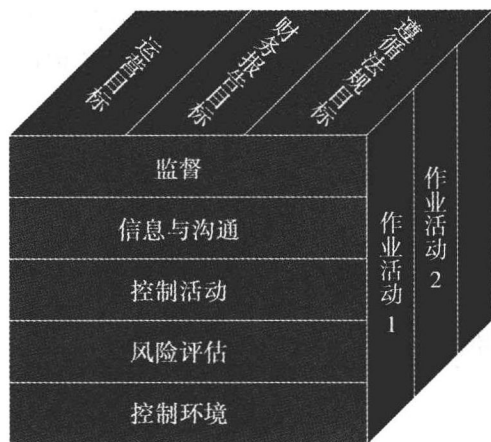 运营目标
财务报告目标
遵循法规目标
监督
信息与沟通
控制活动
风险评估
控制环境
作业活动1
作业活动2